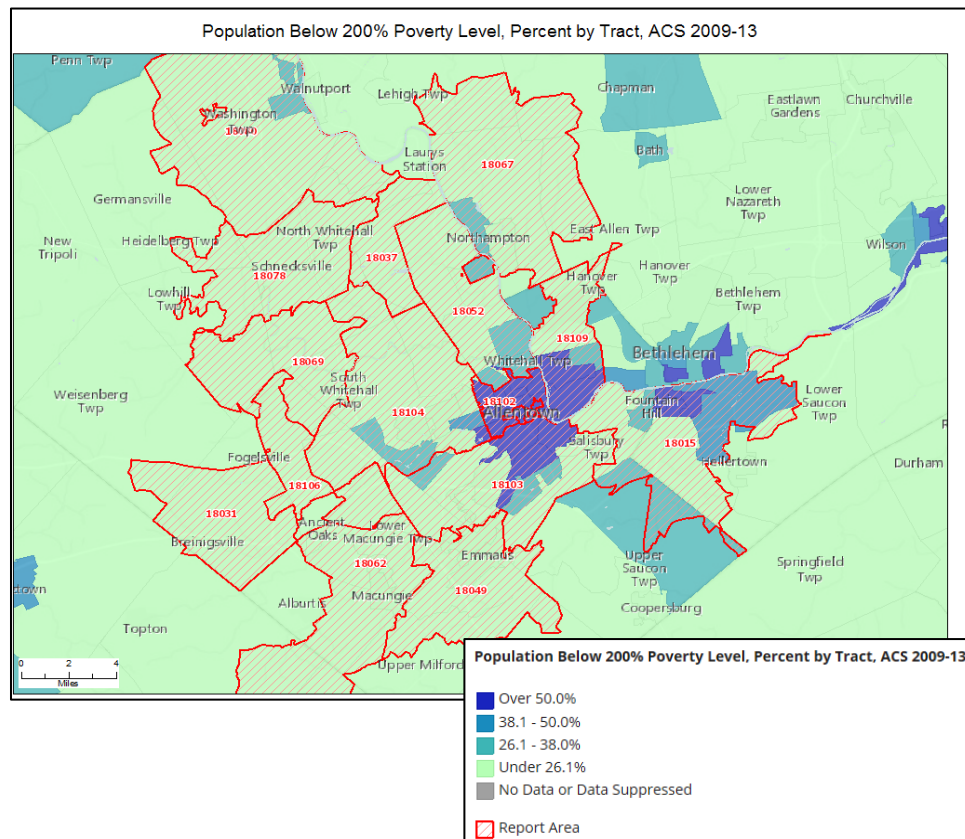 Population Below 200% Poverty Level, Percent by Tract, ACS 2009-13
Penn Twp
Walnutport
Lehigh Twp
Chapman
Eastlawn
Gardens
Churchville
Washington
Twp
Laurys
Station
18067
Bath
Germansville
Lower
Nazareth
Twp
New
Tripoli
Heidelberg Twp
North Whitehall
Twp
18037
Northampton
East Allen Twp
Wilson
Schnecksville
18078
Hanover
Twp
Hanover
Twp
Bethlehem
Twp
Lowhill
Twp
18052
18109
18069
Whitehall Twp
Bethlehem
Weisenberg
Twp
South
Whitehall
Twp
18104
18102
Allentown
Fountain
Hill
Lower
Saucon
Twp
Salisbury
Twp
18015
Fogelsville
Hellertown
Durham
18106
18103
18031
Ancient
Oaks
Lower
Macungie Twp
Breinigsville
Emmaus
18062
Upper
Saucon
Twp
Springfield
Twp
18049
Alburtis
Macungie
Coopersburg
Topton
Upper Milford
0 2 4
Miles
Population Below 200% Poverty Level, Percent by Tract, ACS 2009-13
Over 50.0%
38.1 - 50.0%
26.1 - 38.0%
Under 26.1%
No Data or Data Suppressed
Report Area